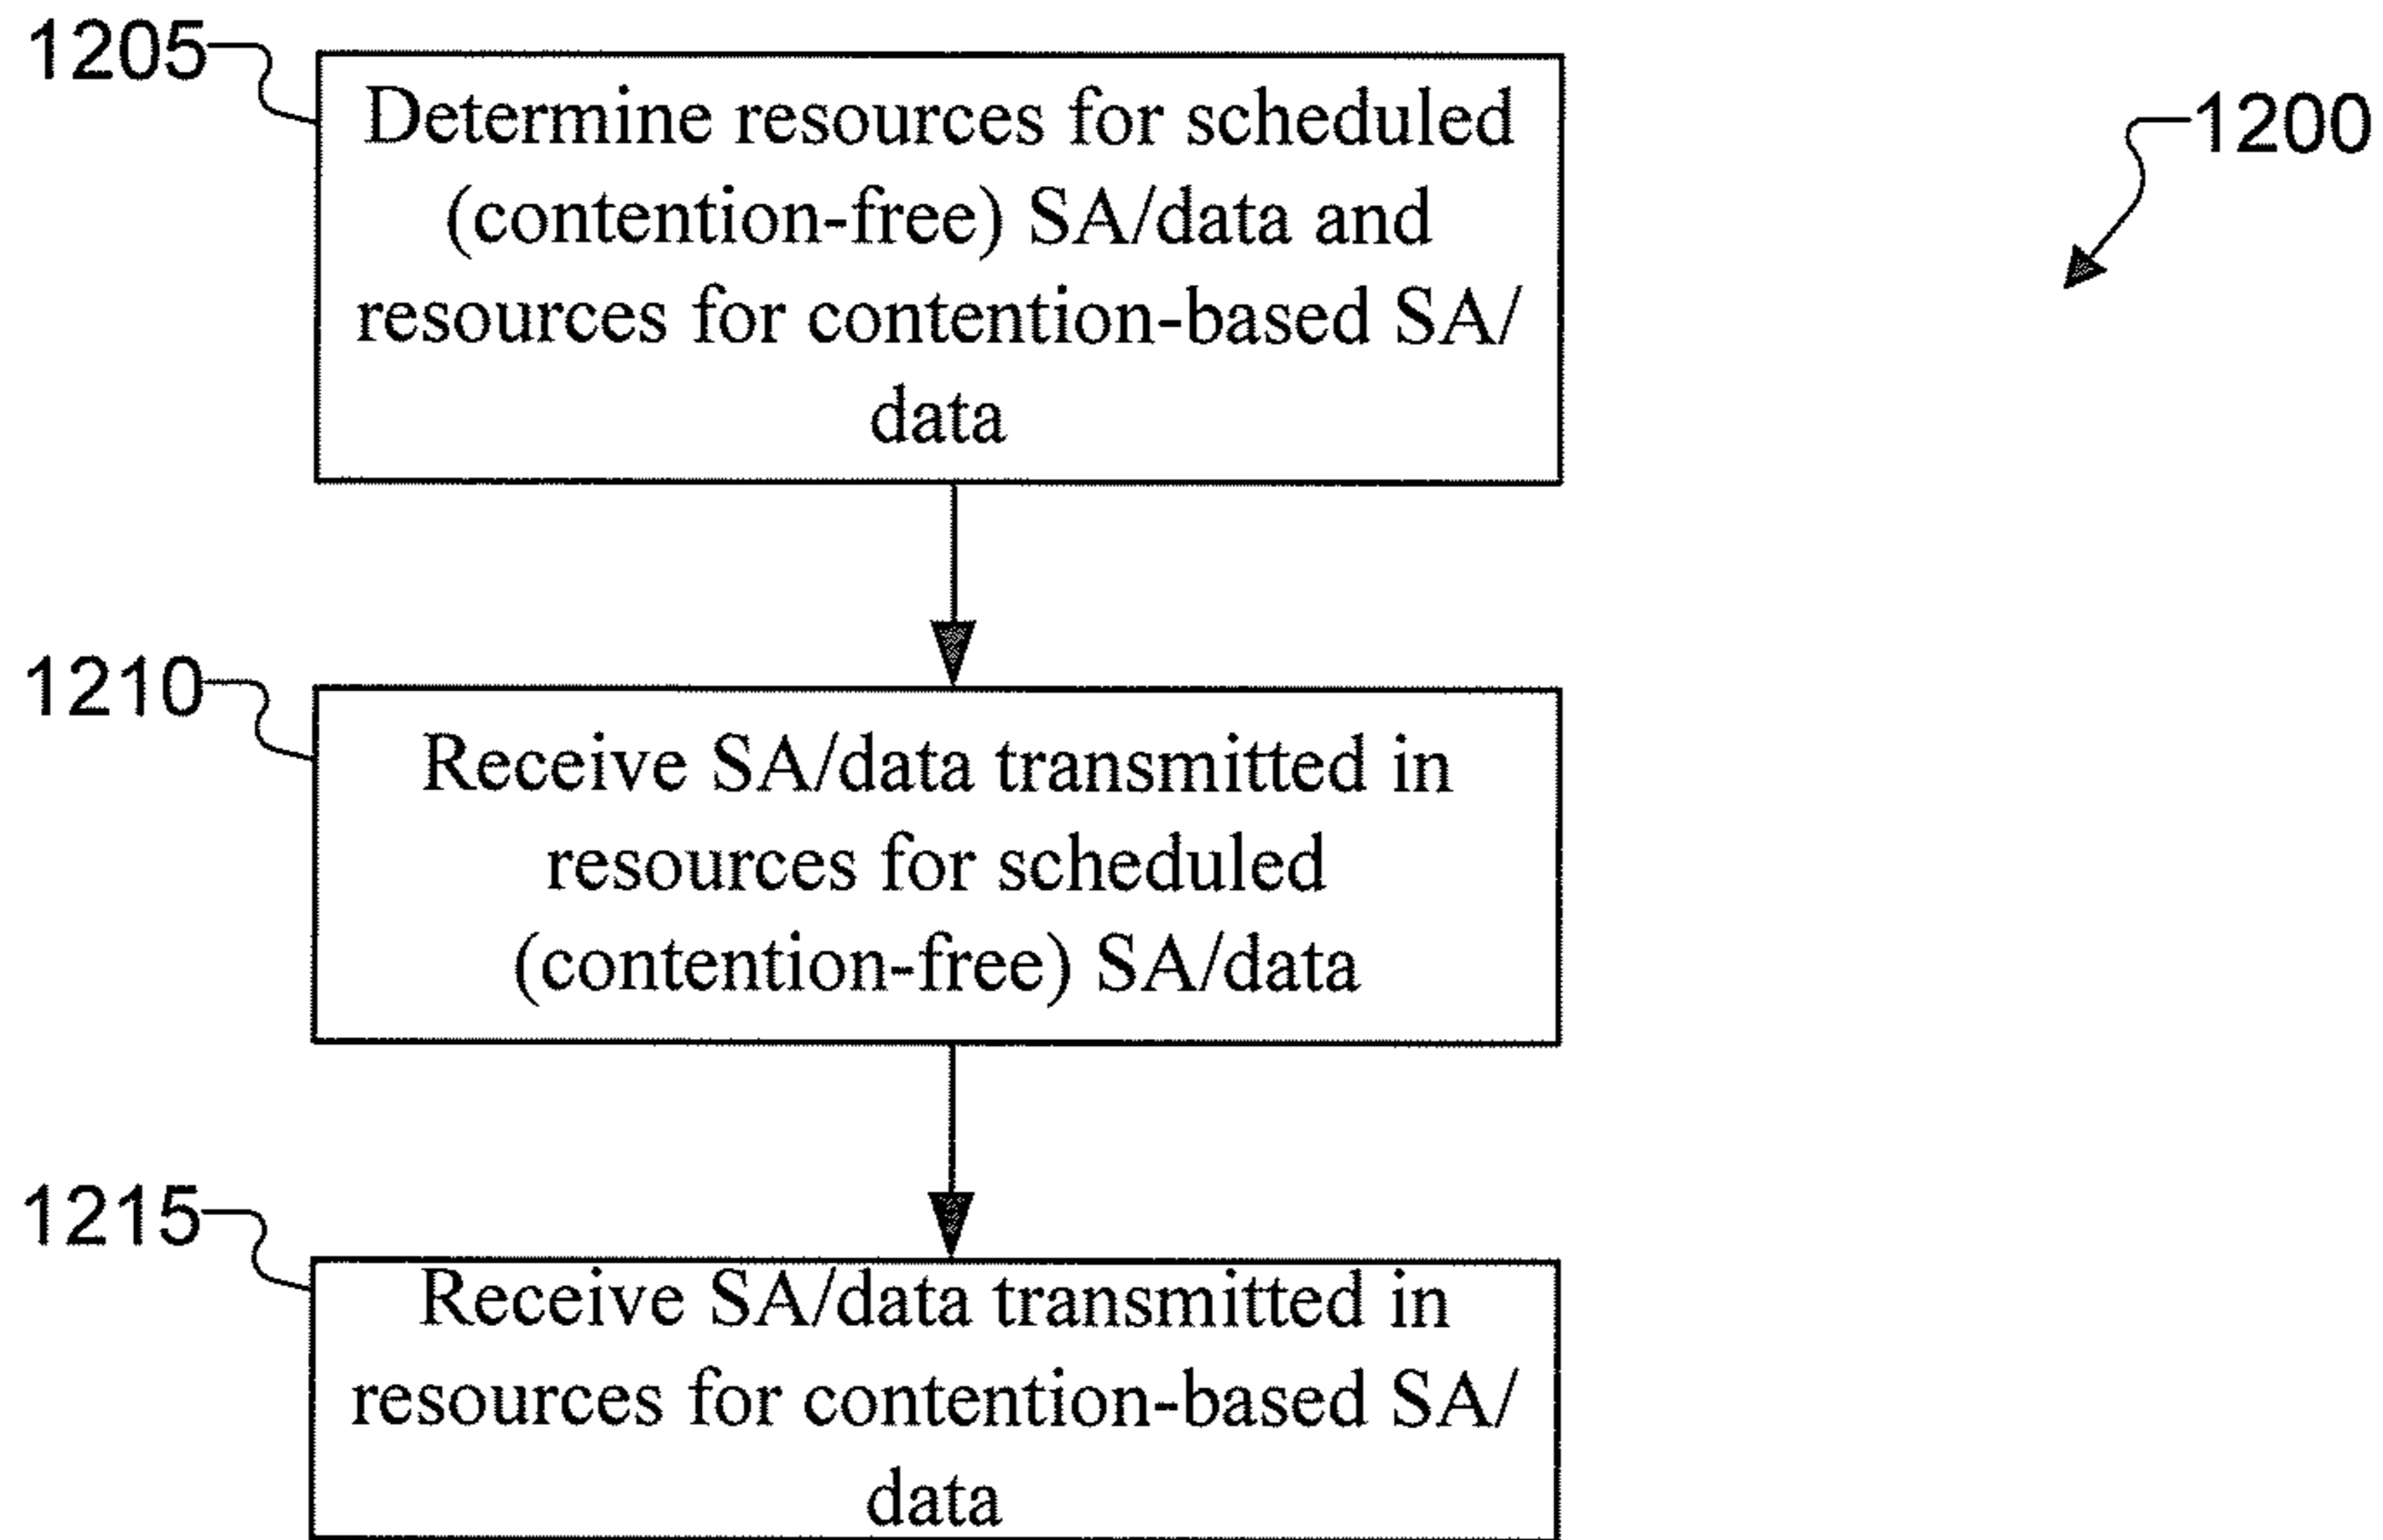 1205
Determine resources for scheduled
(contention-free) SA/data and
resources for contention-based SA/
data
1200
1210
Receive SA/data transmitted in
resources for scheduled
(contention-free) SA/data
1215
Receive SA/data transmitted in
resources for contention-based SA/
data